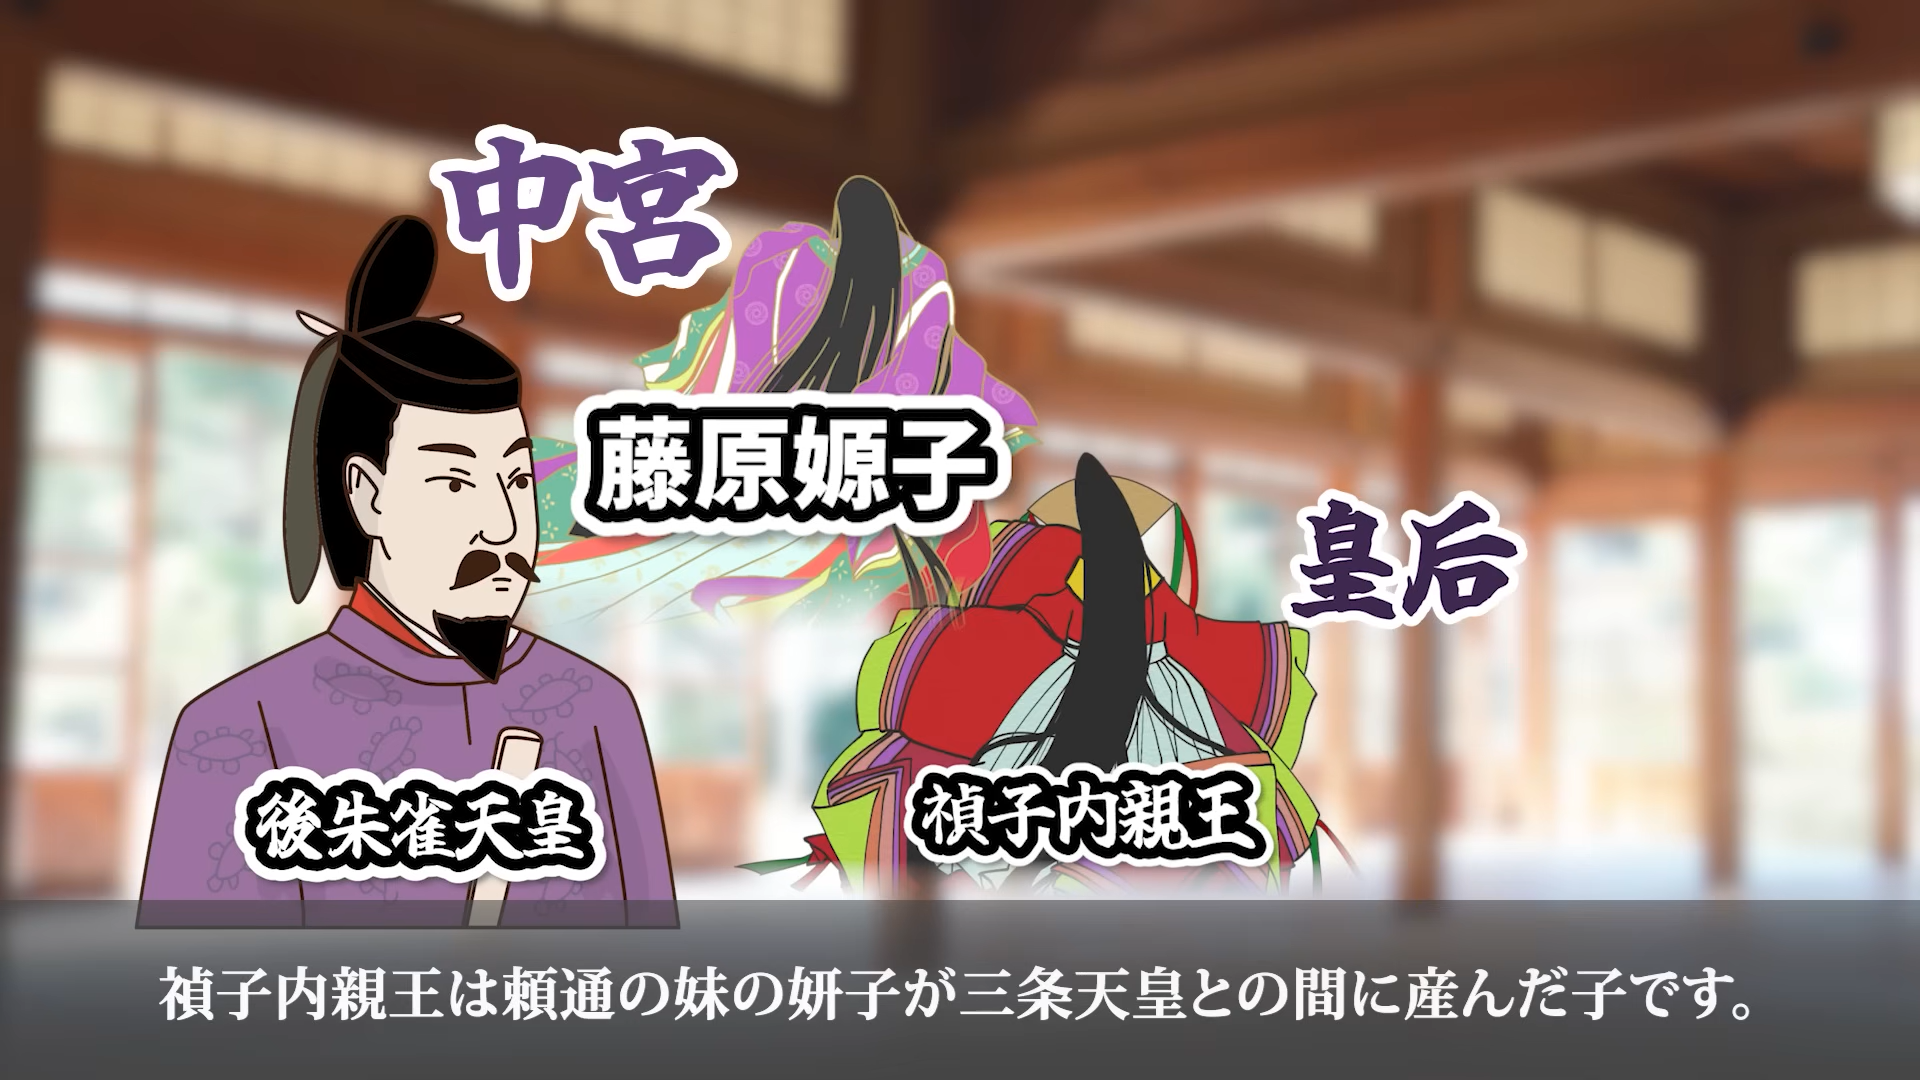 中宮
藤原嫄子
皇后
後朱雀天皇
禎子内親王
禎子内親王は頼通の妹の妍子が三条天皇との間に産んだ子です。